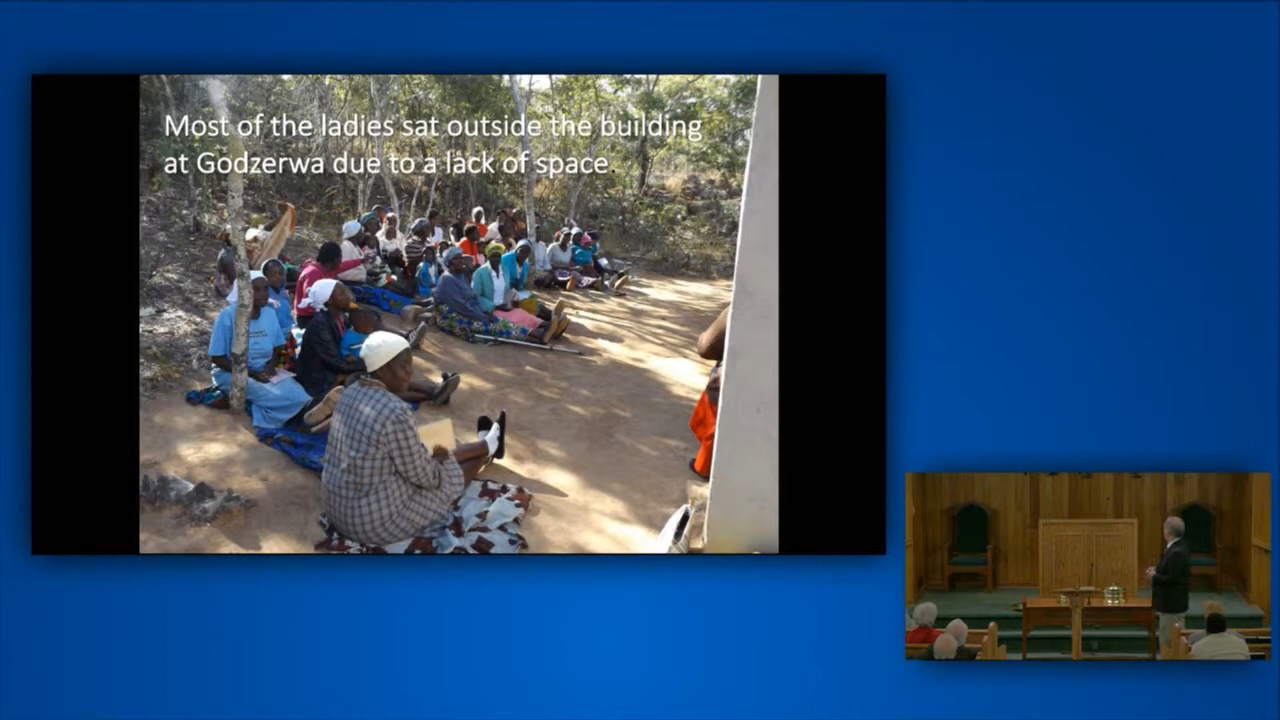 Most of the ladies sat outside the building
at Godzerwa due to a lack of space.